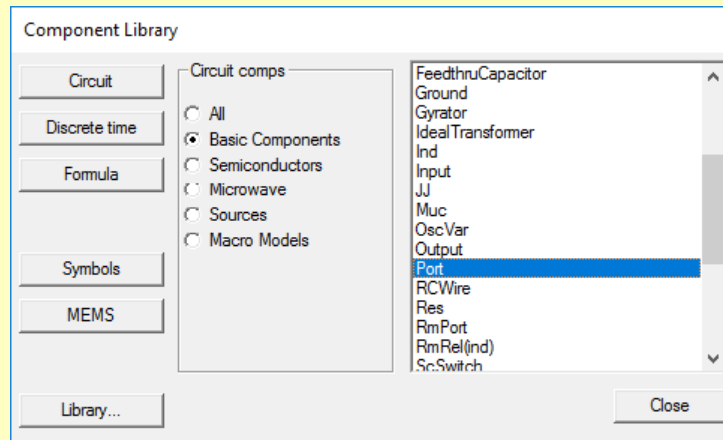 Component Library
Circuit
Discrete time
Formula
Symbols
MEMS
Library...
Circuit comps
All
Basic Components
Semiconductors
Microwave
Sources
Macro Models
FeedthruCapacitor
Ground
Gyrator
IdealTransformer
Ind
Input
JJ
Muc
OscVar
Output
Port
RCWire
Res
RmPort
RmRel(ind)
ScSwitch
Close